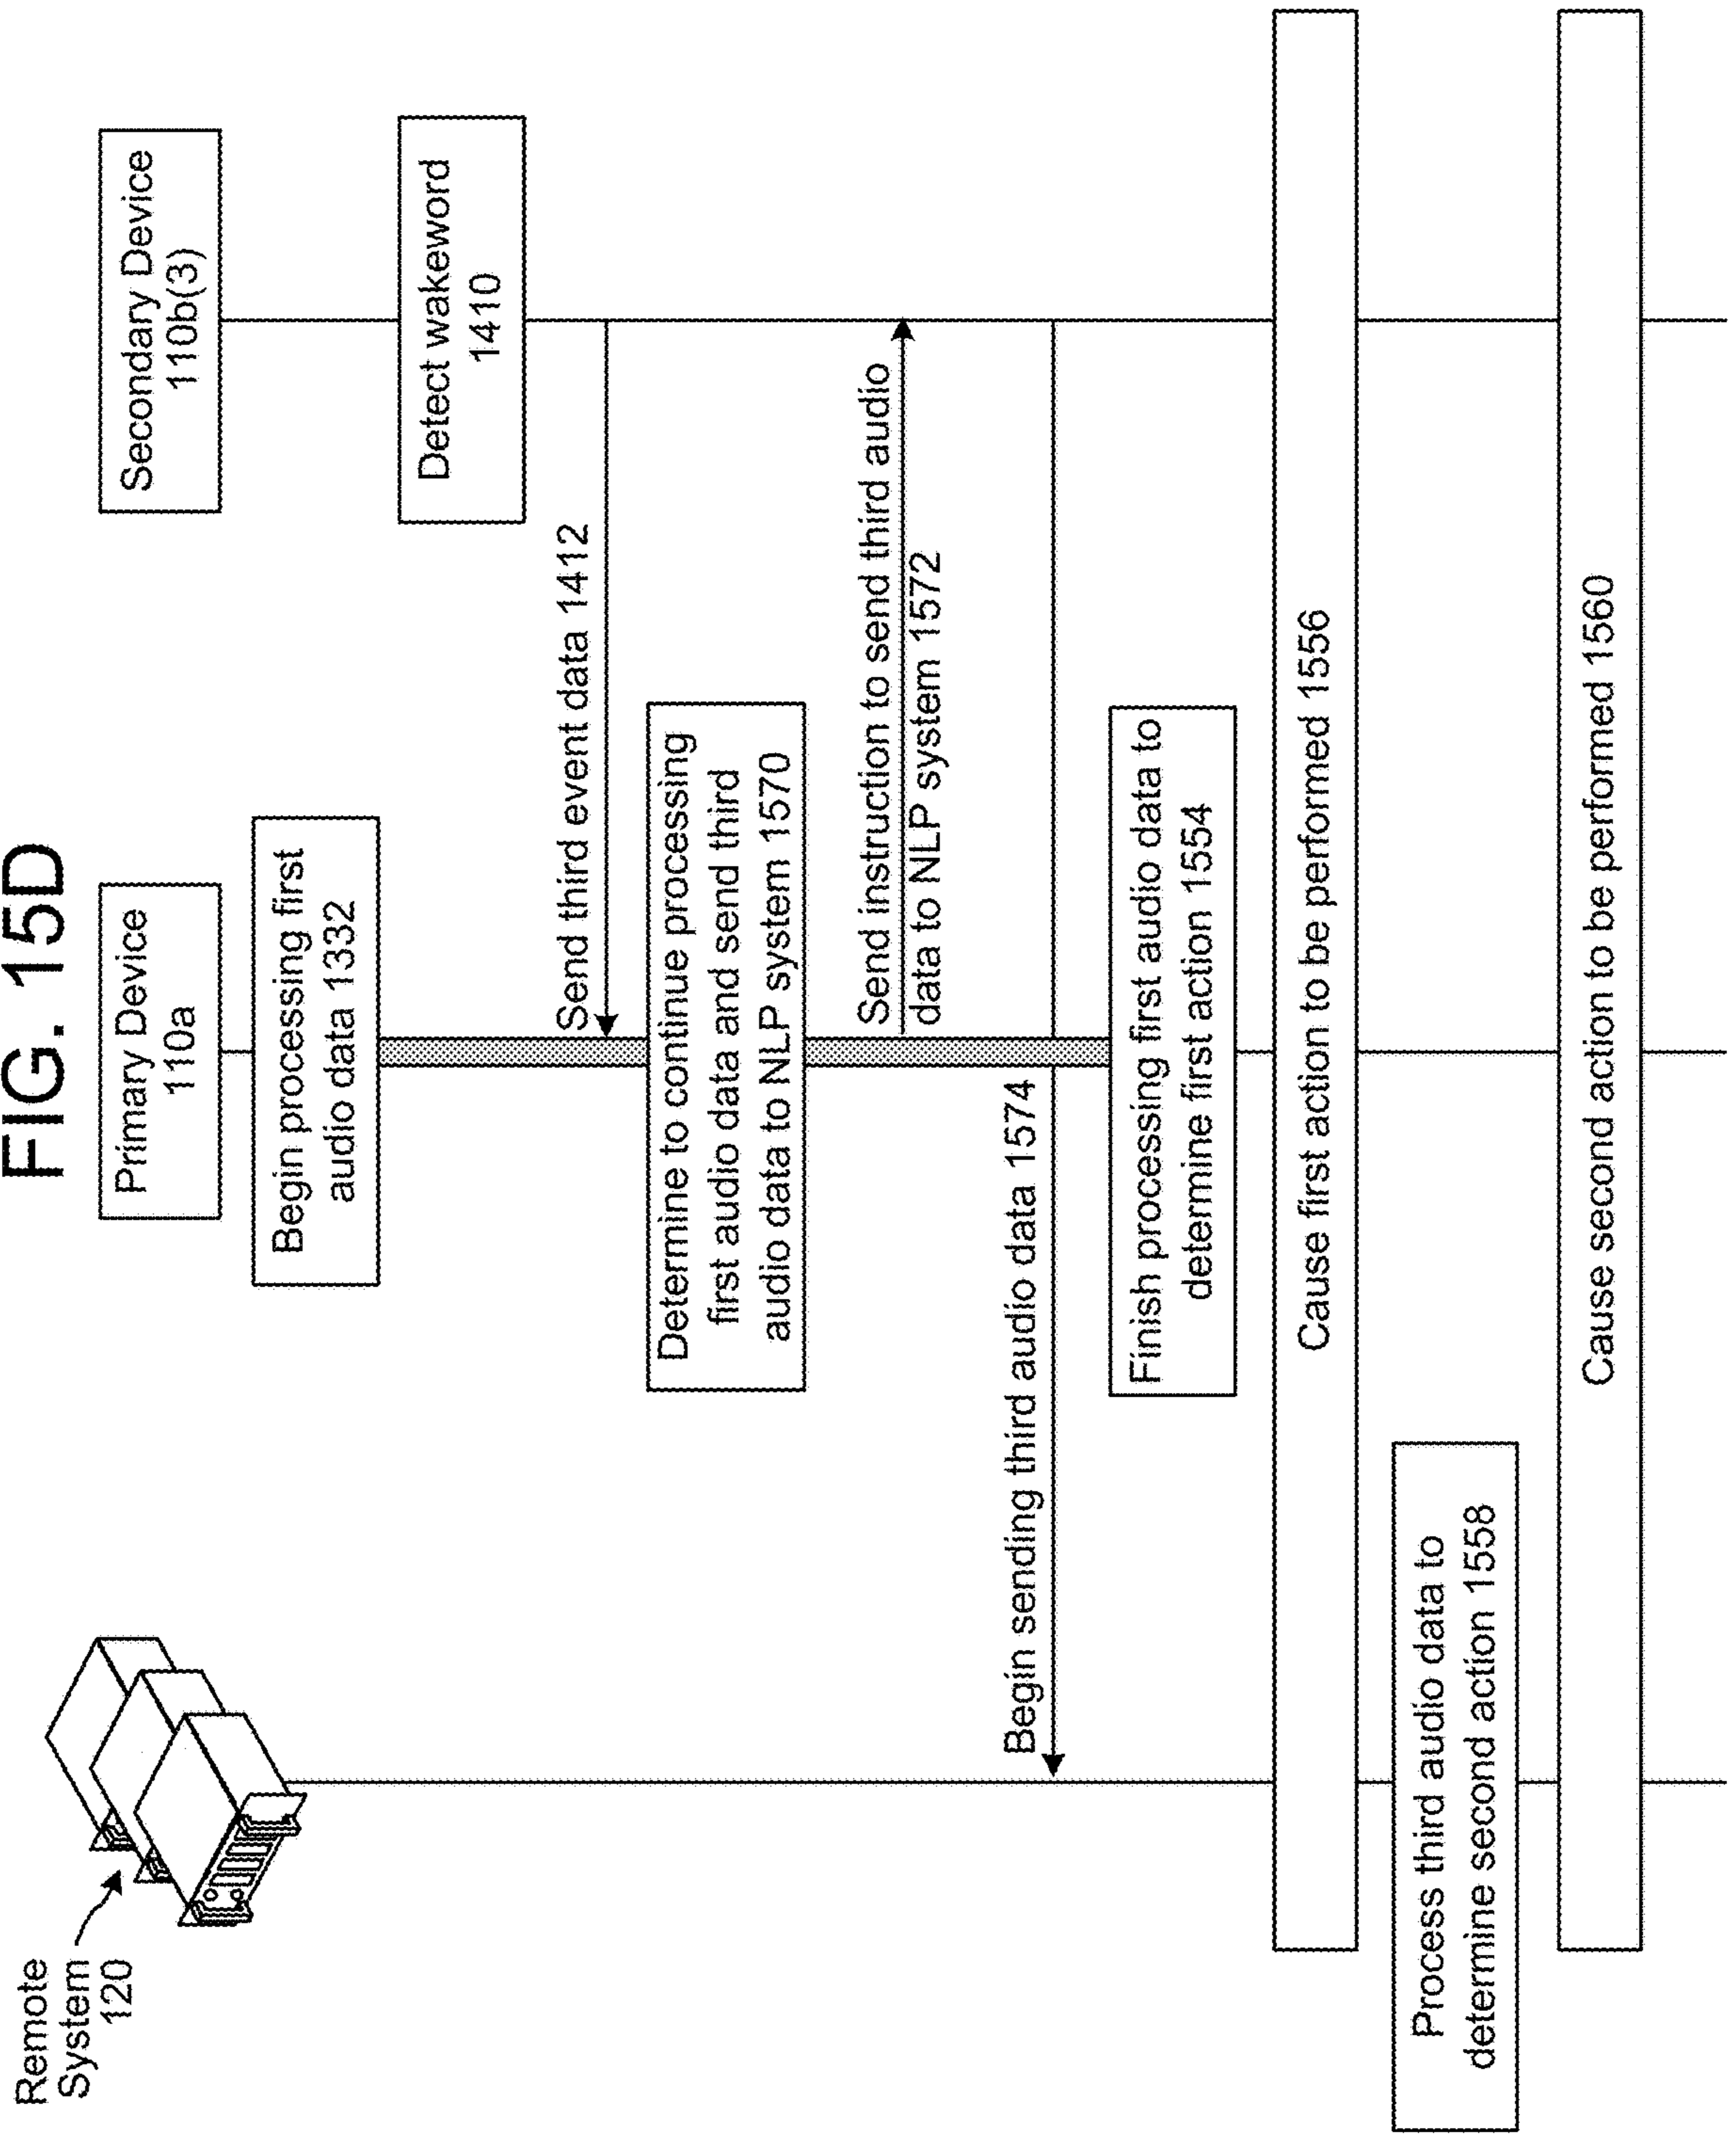 FIG. 15D
Remote
System
120
Primary Device
110a
Secondary Device
110b(3)
Begin processing first
audio data 1332
Detect wakeword
1410
Send third event data 1412
Determine to continue processing
first audio data and send third
audio data to NLP system 1570
Send instruction to send third audio
data to NLP system 1572
Begin sending third audio data 1574
Finish processing first audio data to
determine first action 1554
Cause first action to be performed 1556
Process third audio data to
determine second action 1558
Cause second action to be performed 1560